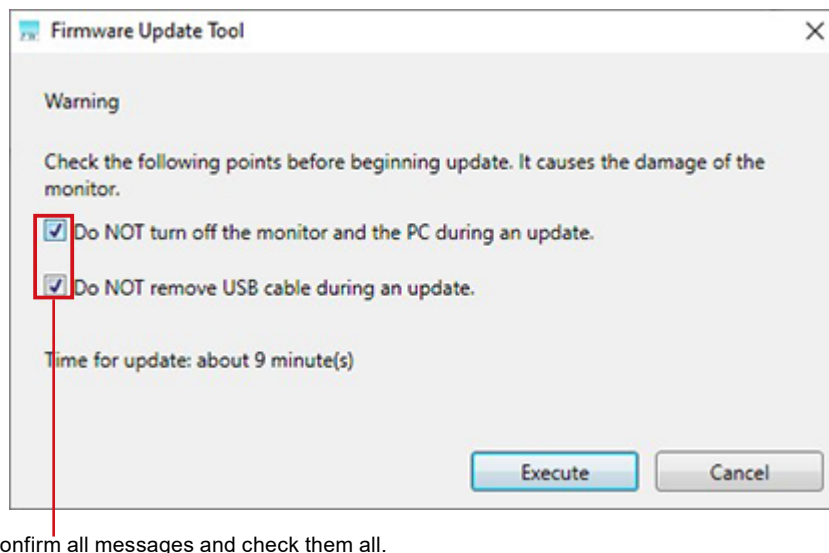 Firmware Update Tool
Warning
Check the following points before beginning update. It causes the damage of the
monitor.
Do NOT turn off the monitor and the PC during an update.
Do NOT remove USB cable during an update.
Time for update: about 9 minute(s)
Execute Cancel
onfirm all messages and check them all.